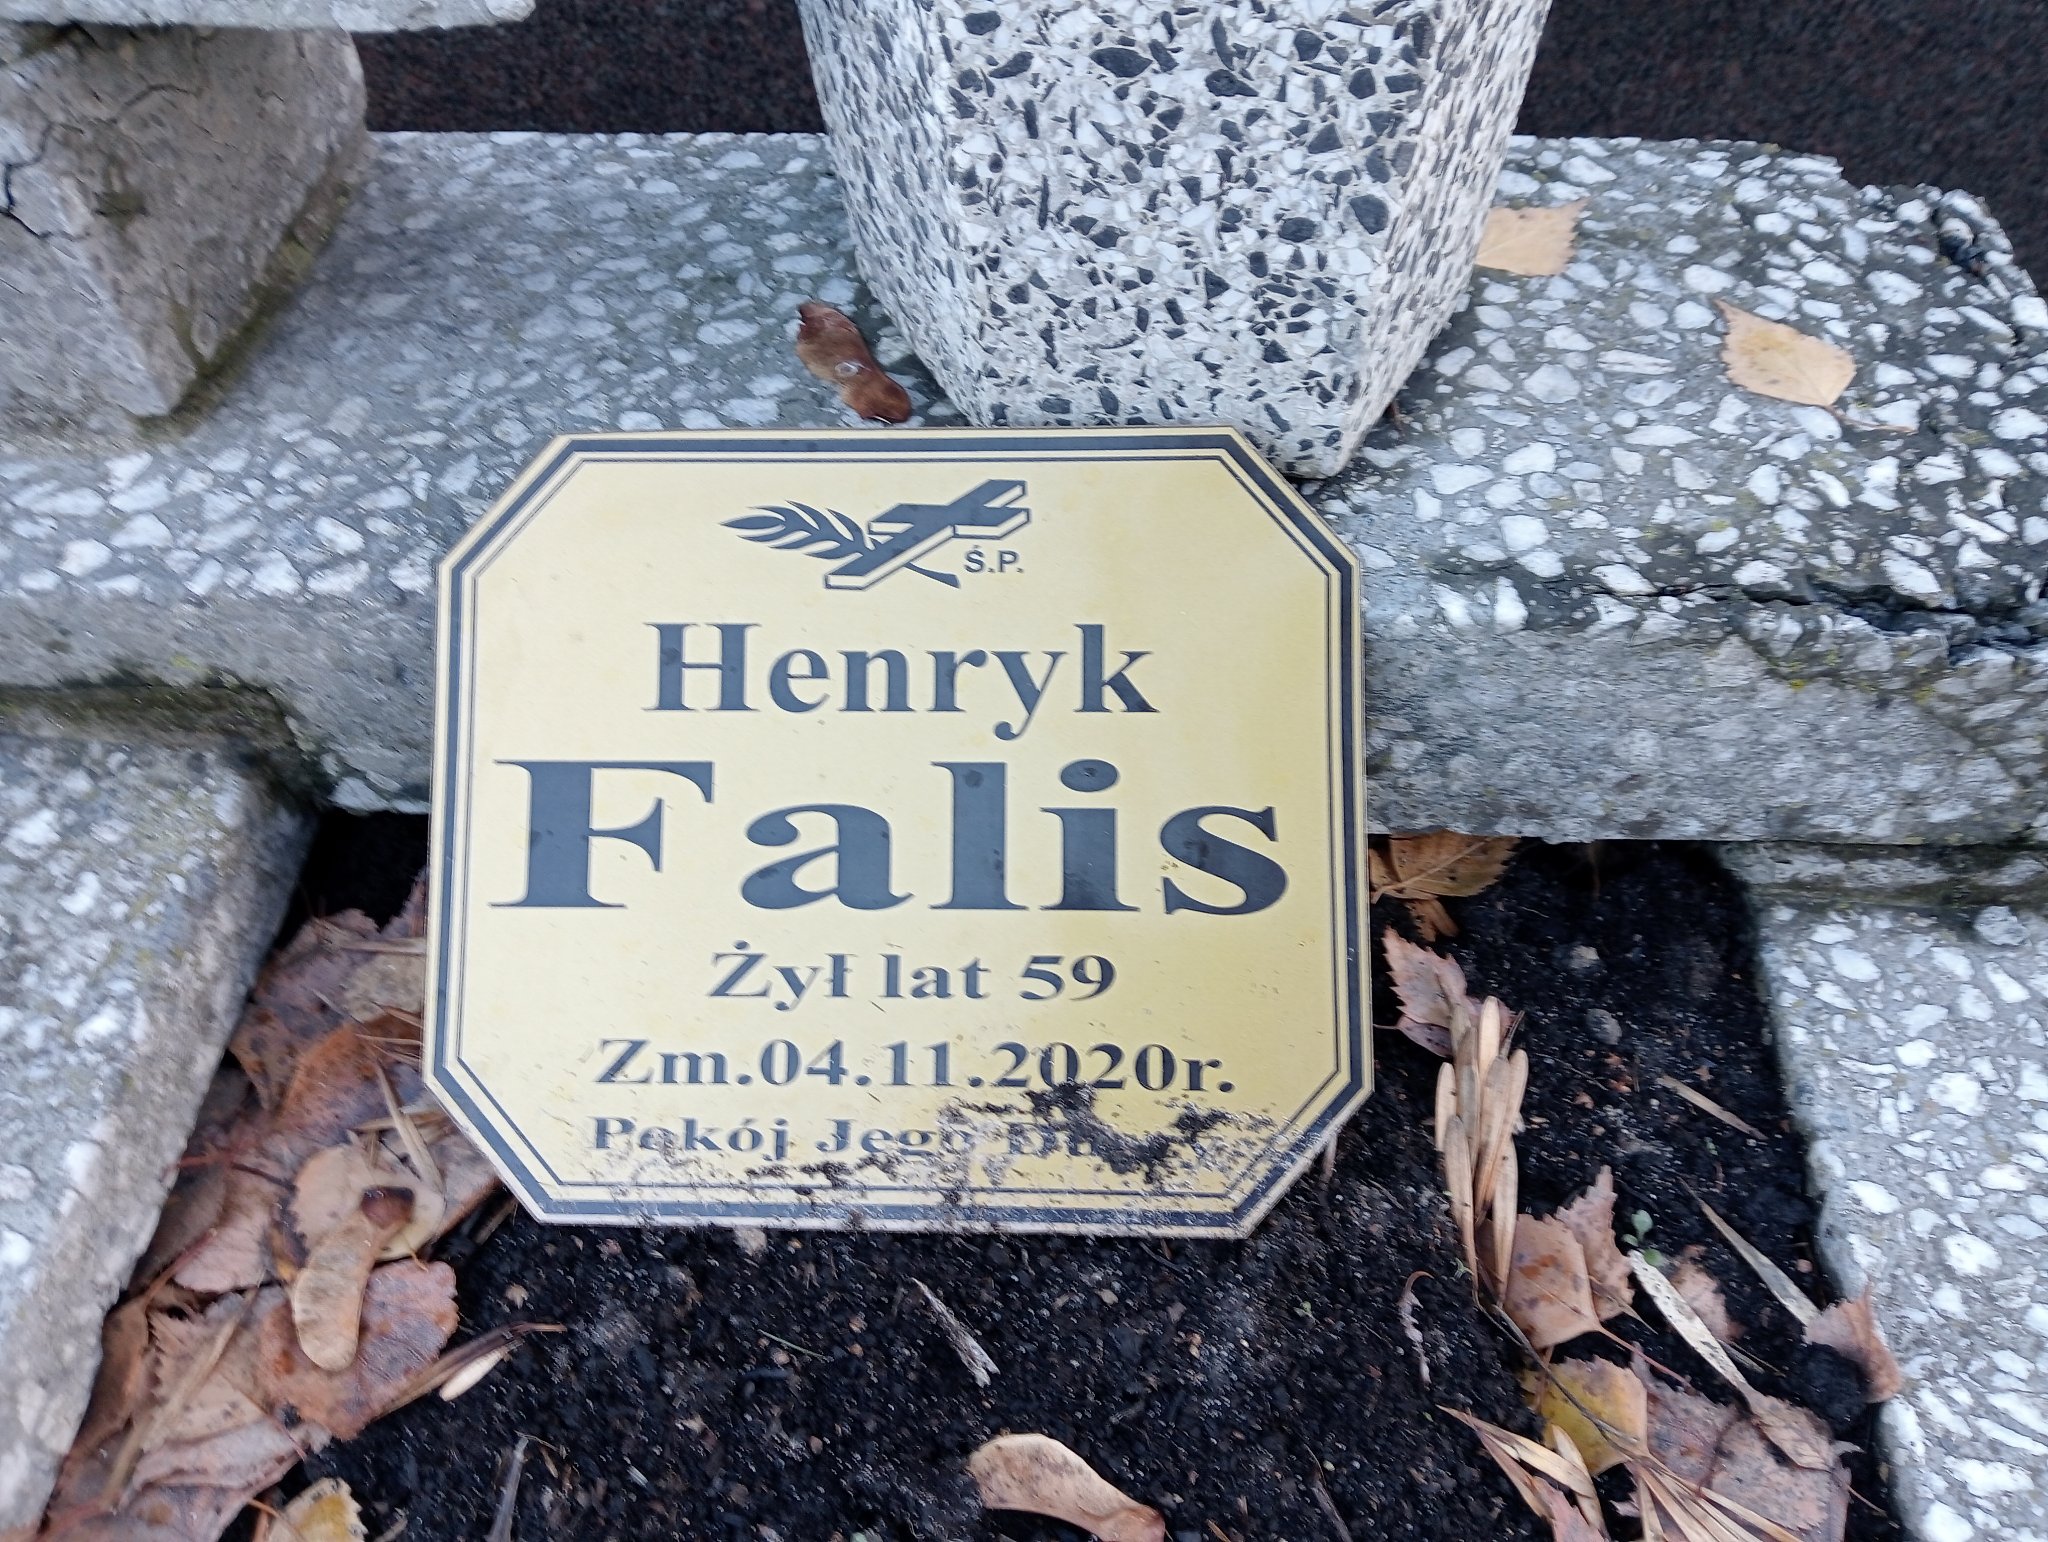 Ś.P.
Henryk
Falis
Żył lat 59
Zm.04.11.2020r.
Pokój Jego